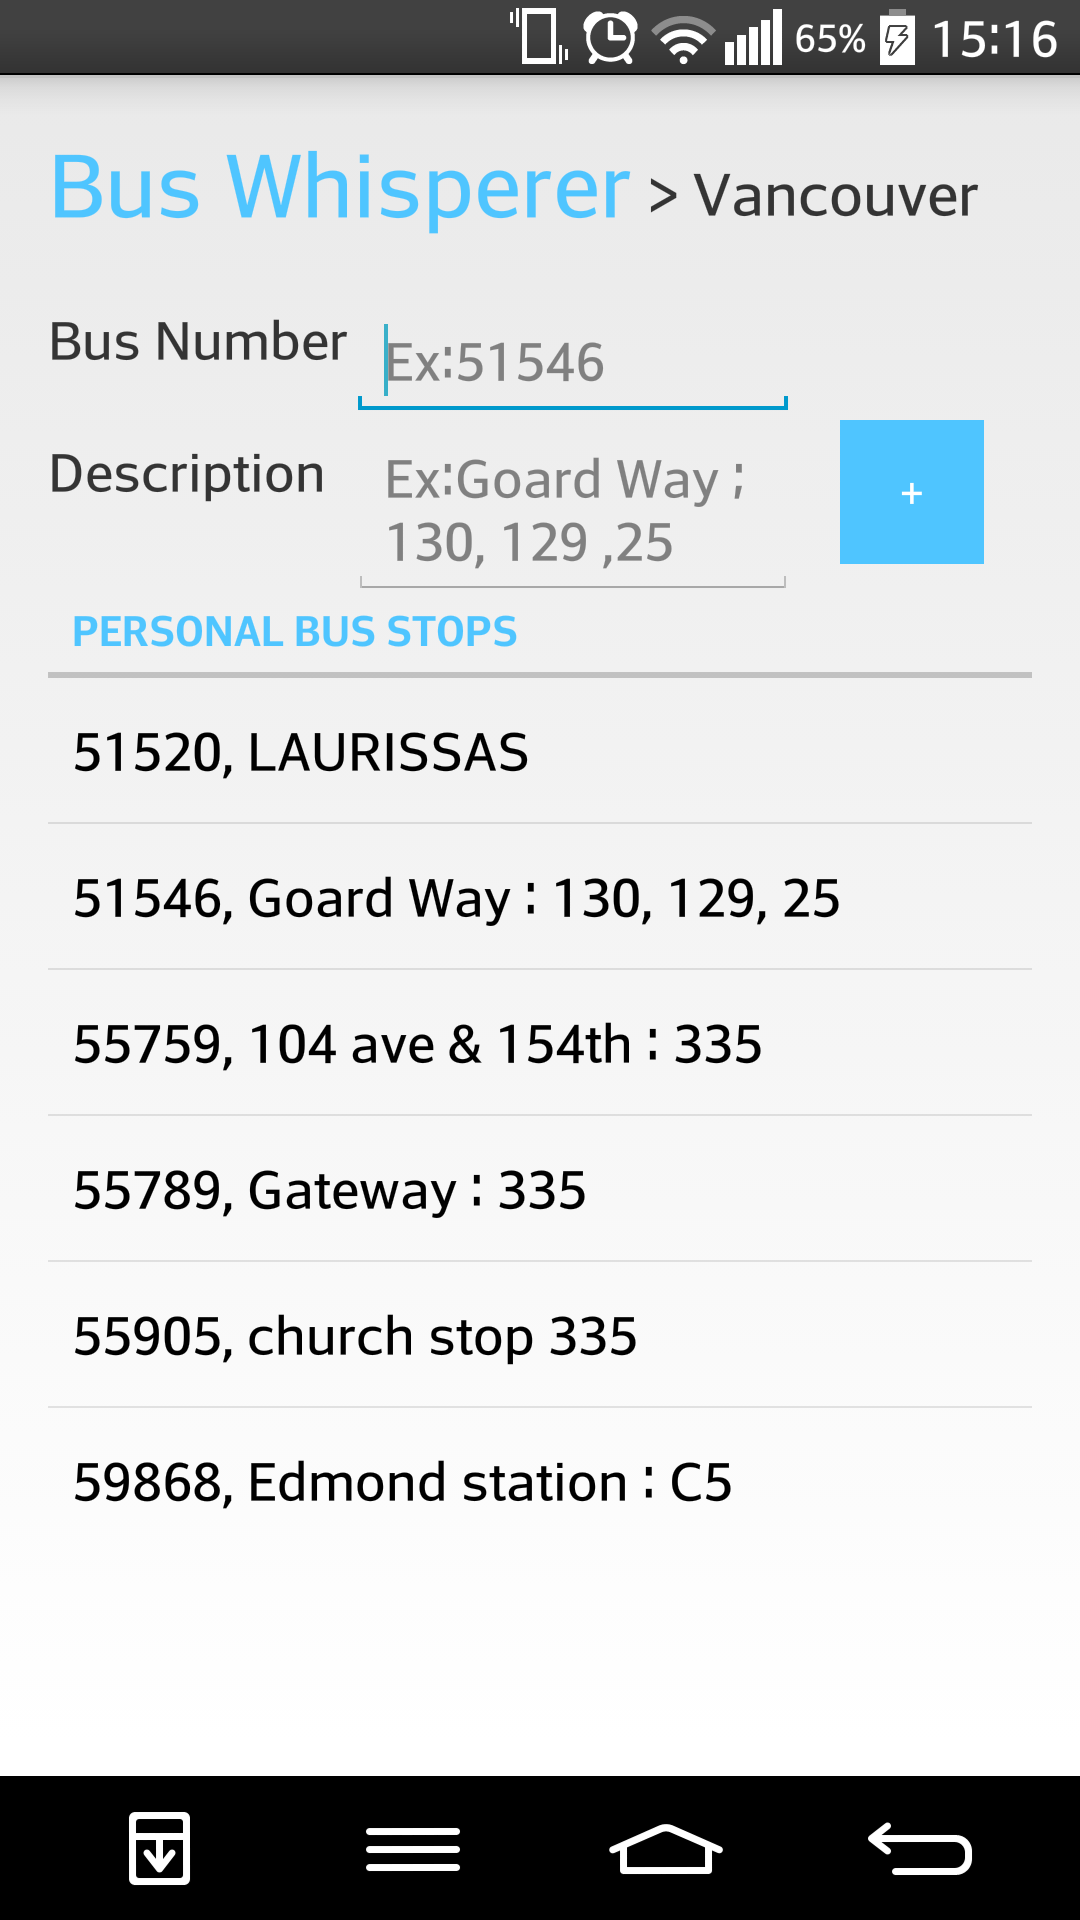 65% 15:16
Bus Whisperer > Vancouver
Bus Number Ex:51546
Description Ex:Goard Way ;
130, 129 ,25
+
PERSONAL BUS STOPS
51520, LAURISSAS
51546, Goard Way : 130, 129, 25
55759, 104 ave & 154th : 335
55789, Gateway : 335
55905, church stop 335
59868, Edmond station : C5